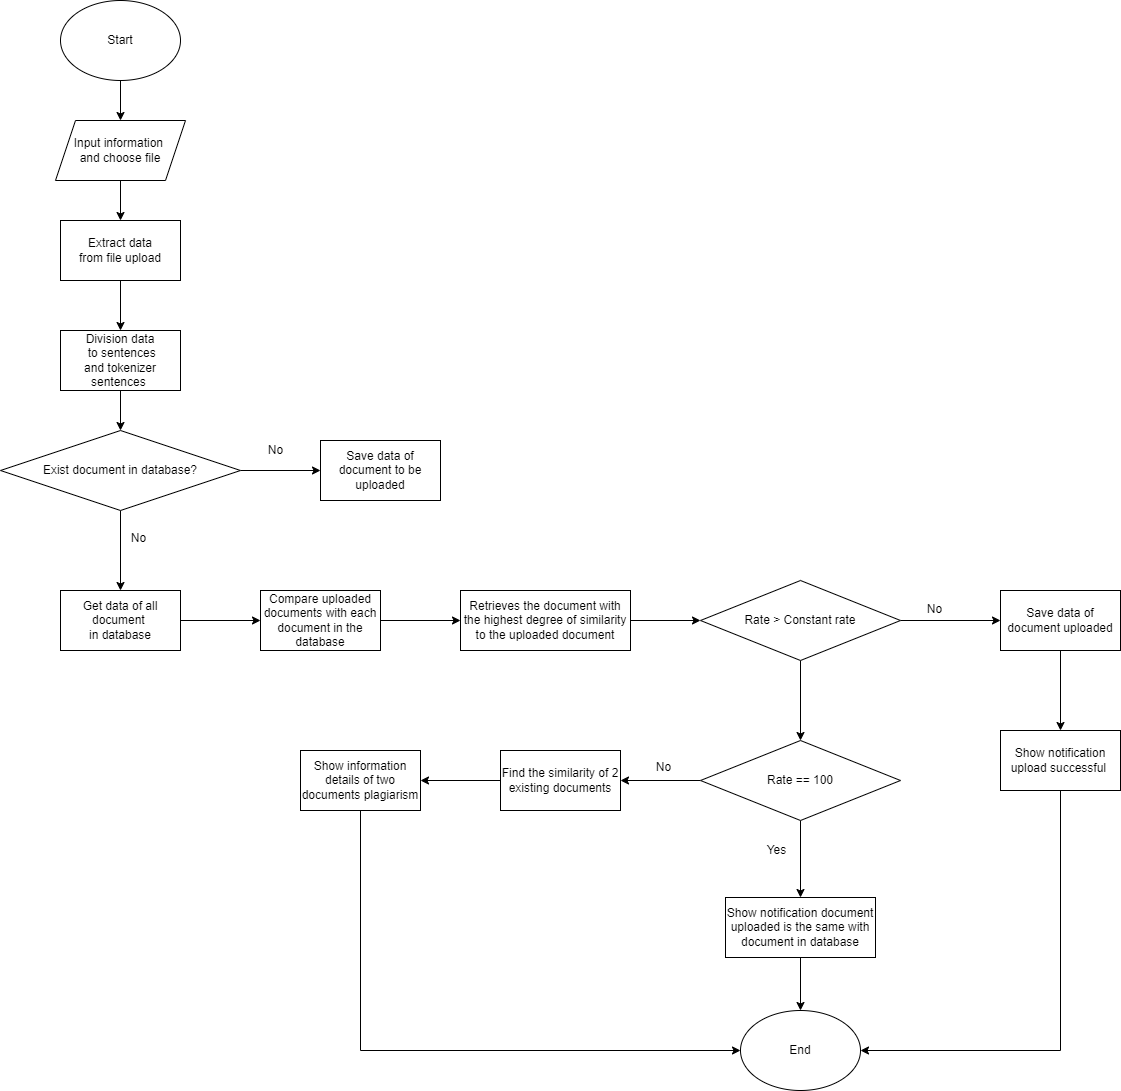 Start
Input information
and choose file
Extract data
from file upload
Division data
to sentences
and tokenizer
sentences
Exist document in database?
No
Save data of
document to be
uploaded
No
Get data of all
document
in database
Compare uploaded
documents with each
document in the
database
Retrieves the document with
the highest degree of similarity
to the uploaded document
Rate > Constant rate
No
Save data of
document uploaded
Show notification
upload successful
Rate == 100
No
Find the similarity of 2
existing documents
Show information
details of two
documents plagiarism
Yes
Show notification document
uploaded is the same with
document in database
End